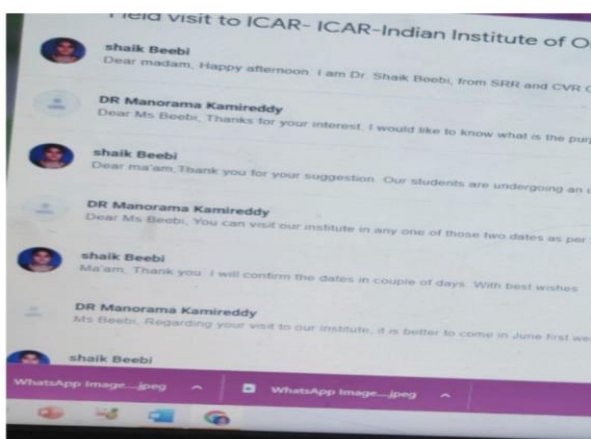 Field visit to ICAR- ICAR-Indian Institute of
shaik Beebi
Dear madam, Happy afternoon. I am Dr. Shaik Beebi, from SRR and CVR
DR Manorama Kamireddy
Dear Ms Beebi, Thanks for your interest. I would like to know what is the
shaik Beebi
Dear ma'am,Thank you for your suggestion. Our students are undergoing an
DR Manorama Kamireddy
Dear Ms Beebi, You can visit our institute in any one of those two dates as per
shaik Beebi
Ma'am, Thank you. I will confirm the dates in couple of days. With best wishes
DR Manorama Kamireddy
Ms Beebi, Regarding your visit to our institute, it is better to come in June first
shaik Beebi
WhatsApp Image....jpeg
WhatsApp Image....jpeg